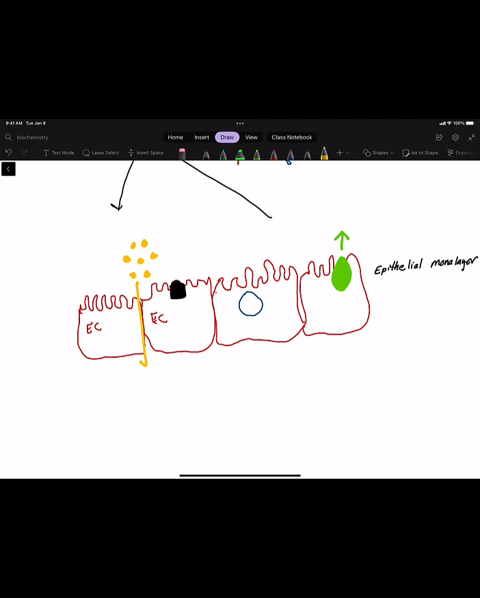 9:41 AM Tue Jan 9
100%
biochemistry
Home Insert Draw View Class Notebook
Text Mode Lasso Select Insert Space Shapes Ink to Shape
Epithelial monolayer
EC
EC